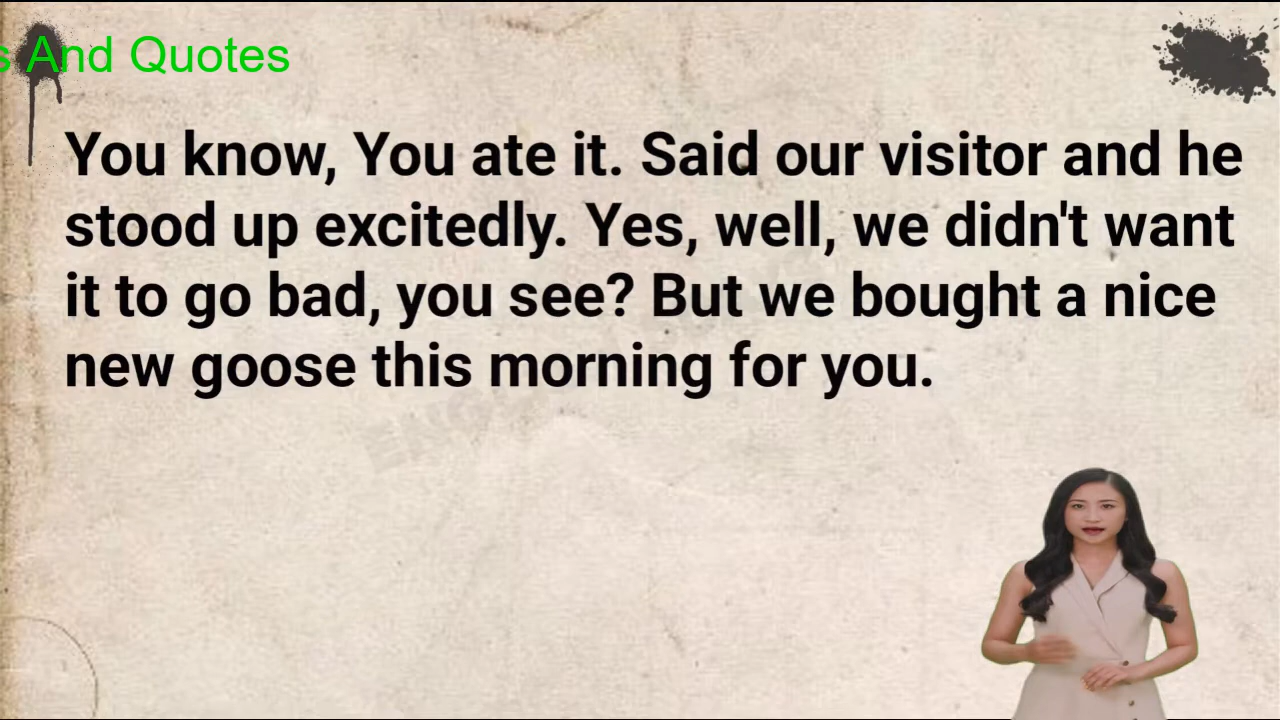 s And Quotes
You know, You ate it. Said our visitor and he
stood up excitedly. Yes, well, we didn't want
it to go bad, you see? But we bought a nice
new goose this morning for you.